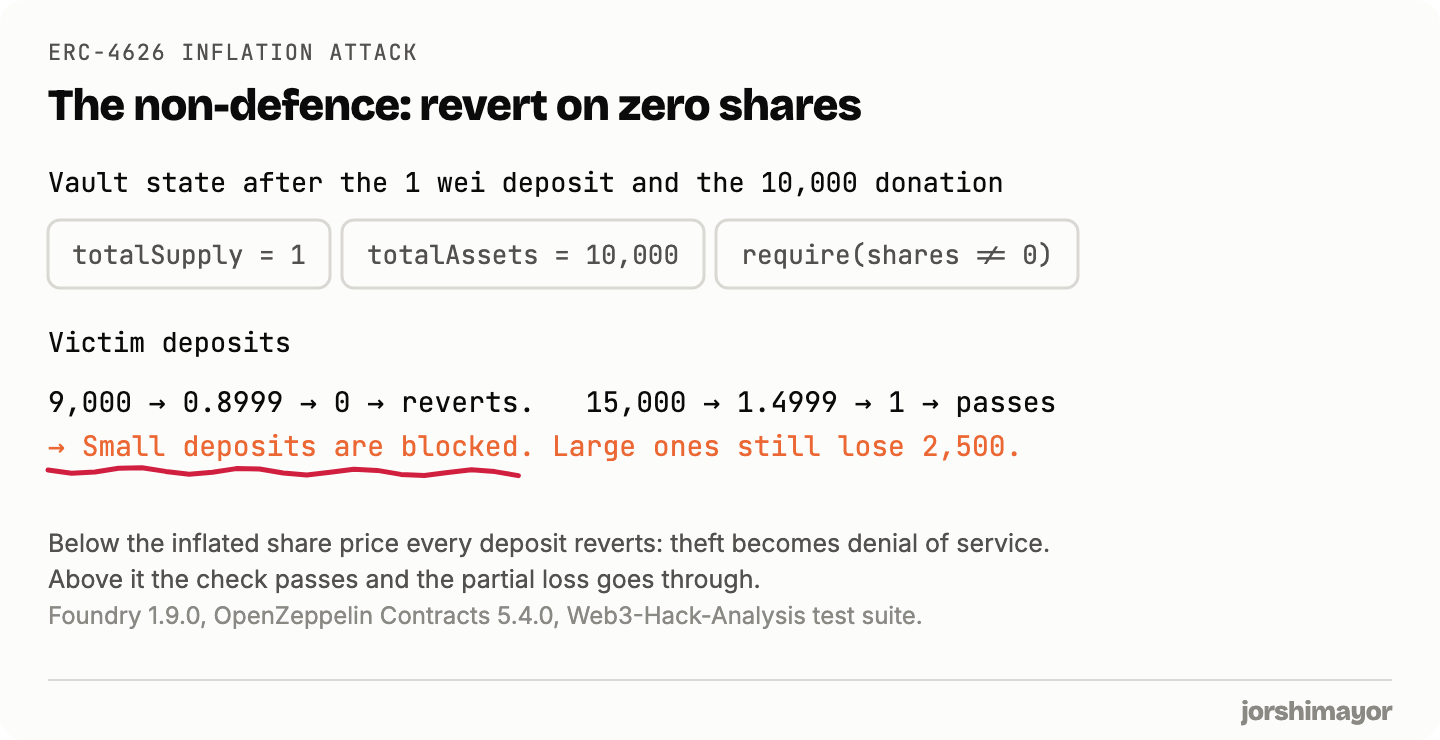 ERC-4626 INFLATION ATTACK
The non-defence: revert on zero shares
Vault state after the 1 wei deposit and the 10,000 donation
totalSupply = 1
totalAssets = 10,000
require(shares ≠ 0)
Victim deposits
9,000 → 0.8999 → 0 → reverts. 15,000 → 1.4999 → 1 → passes
→ Small deposits are blocked. Large ones still lose 2,500.
Below the inflated share price every deposit reverts: theft becomes denial of service.
Above it the check passes and the partial loss goes through.
Foundry 1.9.0, OpenZeppelin Contracts 5.4.0, Web3-Hack-Analysis test suite.
jorshimayor